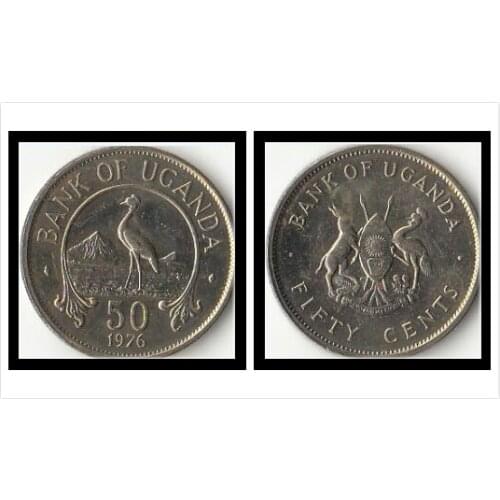 BANK OF UGANDA
50
1976
BANK OF UGANDA
FIFTY CENTS